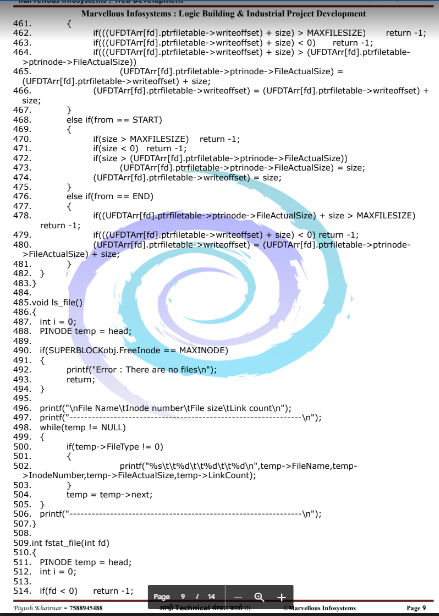 Marvellous Infosystems : Logic Building & Industrial Project Development
461. {
462. if(((UFDTArr[fd].ptrfiletable->writeoffset) + size) > MAXFILESIZE) return -1;
463. if(((UFDTArr[fd].ptrfiletable->writeoffset) + size) < 0) return -1;
464. if(((UFDTArr[fd].ptrfiletable->writeoffset) + size) > (UFDTArr[fd].ptrfiletable-
>ptrinode->FileActualSize))
465. (UFDTArr[fd].ptrfiletable->ptrinode->FileActualSize) =
(UFDTArr[fd].ptrfiletable->writeoffset) + size;
466. (UFDTArr[fd].ptrfiletable->writeoffset) = (UFDTArr[fd].ptrfiletable->writeoffset) +
size;
467. }
468. else if(from == START)
469. {
470. if(size > MAXFILESIZE) return -1;
471. if(size < 0) return -1;
472. if(size > (UFDTArr[fd].ptrfiletable->ptrinode->FileActualSize))
473. (UFDTArr[fd].ptrfiletable->ptrinode->FileActualSize) = size;
474. (UFDTArr[fd].ptrfiletable->writeoffset) = size;
475. }
476. else if(from == END)
477. {
478. if((UFDTArr[fd].ptrfiletable->ptrinode->FileActualSize) + size > MAXFILESIZE)
return -1;
479. if(((UFDTArr[fd].ptrfiletable->writeoffset) + size) < 0) return -1;
480. (UFDTArr[fd].ptrfiletable->writeoffset) = (UFDTArr[fd].ptrfiletable->ptrinode-
>FileActualSize) + size;
481. }
482. }
483.}
484.
485.void ls_file()
486.{
487. int i = 0;
488. PINODE temp = head;
489.
490. if(SUPERBLOCKobj.FreeInode == MAXINODE)
491. {
492. printf("Error : There are no files\n");
493. return;
494. }
495.
496. printf("\nFile Name\tInode number\tFile size\tLink count\n");
497. printf("---------------------------------------------------------------\n");
498. while(temp != NULL)
499. {
500. if(temp->FileType != 0)
501. {
502. printf("%s\t\t%d\t\t%d\t\t%d\n",temp->FileName,temp-
>InodeNumber,temp->FileActualSize,temp->LinkCount);
503. }
504. temp = temp->next;
505. }
506. printf("---------------------------------------------------------------\n");
507.}
508.
509.int fstat_file(int fd)
510.{
511. PINODE temp = head;
512. int i = 0;
513.
514. if(fd < 0) return -1;
Page 9 / 14 — +
Piyush Khairnar - 7588945488 ©Marvellous Infosystems Page 9